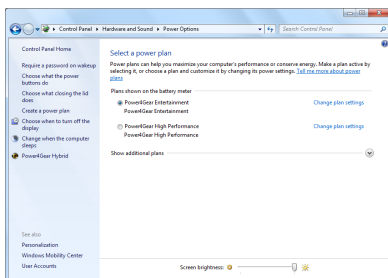 Control Panel ▸ Hardware and Sound ▸ Power Options
Search Control Panel
Control Panel Home
Require a password on wakeup
Choose what the power
buttons do
Choose what closing the lid
does
Create a power plan
Choose when to turn off the
display
Change when the computer
sleeps
Power4Gear Hybrid
See also
Personalization
Windows Mobility Center
User Accounts
Select a power plan
Power plans can help you maximize your computer's performance or conserve energy. Make a plan active by
selecting it, or choose a plan and customize it by changing its power settings. Tell me more about power
plans
Plans shown on the battery meter
Power4Gear Entertainment Change plan settings
Power4Gear Entertainment
Power4Gear High Performance Change plan settings
Power4Gear High Performance
Show additional plans
Screen brightness: